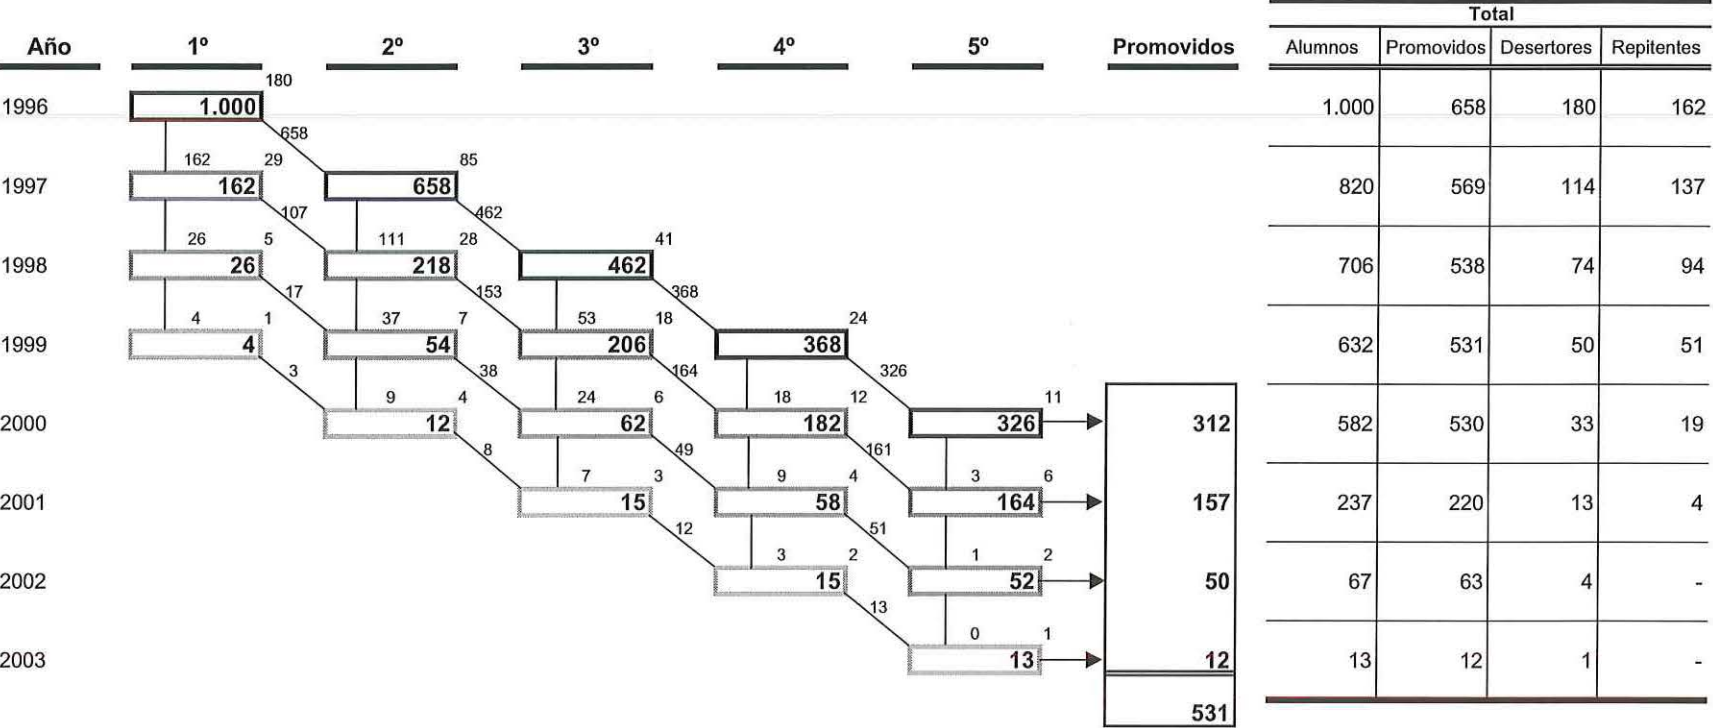 Total
Año 1º 2º 3º 4º 5º Promovidos Alumnos Promovidos Desertores Repitentes
180
1996 1.000 1.000 658 180 162
658
162 29 85
1997 162 658 820 569 114 137
107 462
26 5 111 28 41
1998 26 218 462 706 538 74 94
17 153 368
4 1 37 7 53 18 24
1999 4 54 206 368 632 531 50 51
3 38 164 326
9 4 24 6 18 12 11
2000 12 62 182 326 312 582 530 33 19
8 49 161
7 3 9 4 3 6
2001 15 58 164 157 237 220 13 4
12 51
3 2 1 2
2002 15 52 50 67 63 4 -
13
0 1
2003 13 12 13 12 1 -
531